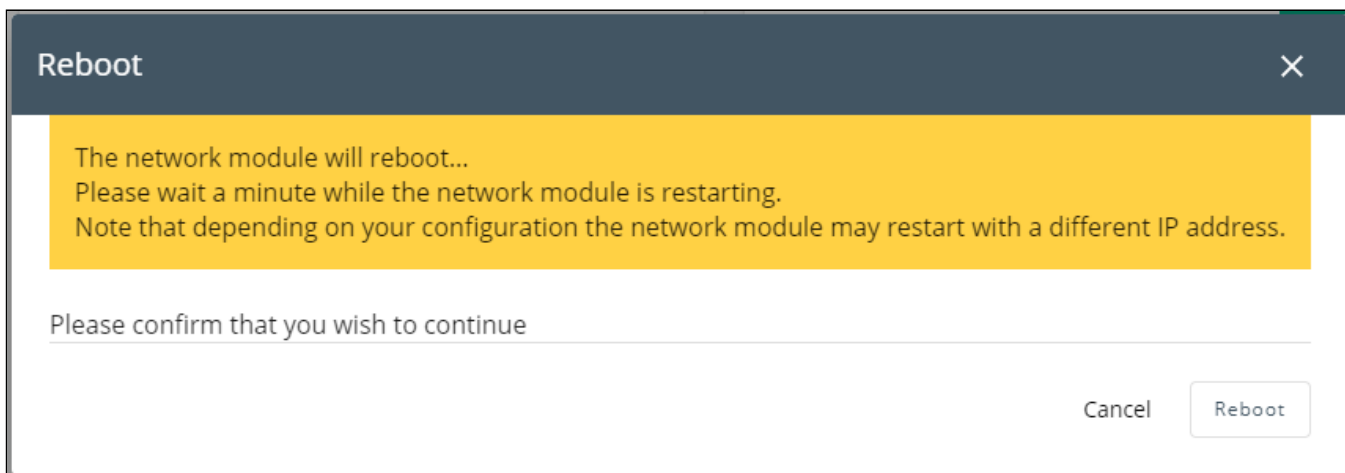 Reboot
The network module will reboot...
Please wait a minute while the network module is restarting.
Note that depending on your configuration the network module may restart with a different IP address.
Please confirm that you wish to continue
Cancel Reboot